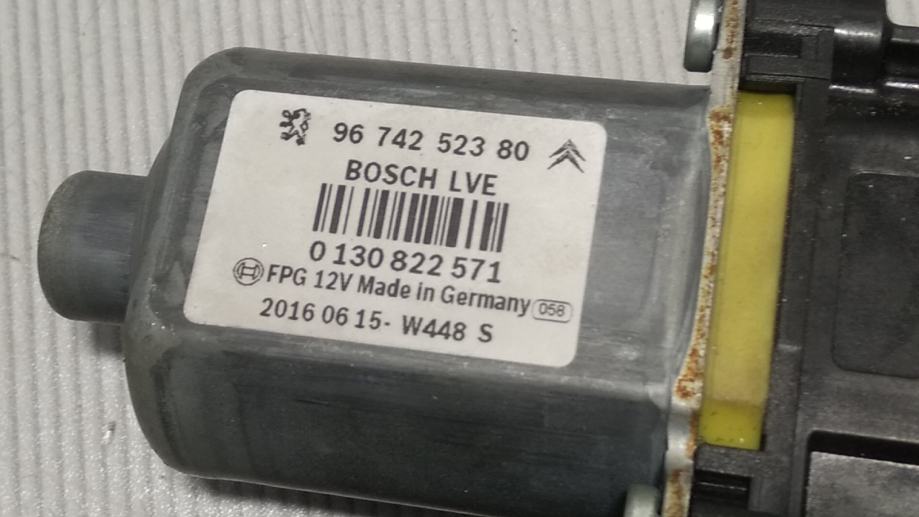 96 742 523 80
BOSCH LVE
0 130 822 571
FPG 12V Made in Germany 058
2016 06 15- W448 S